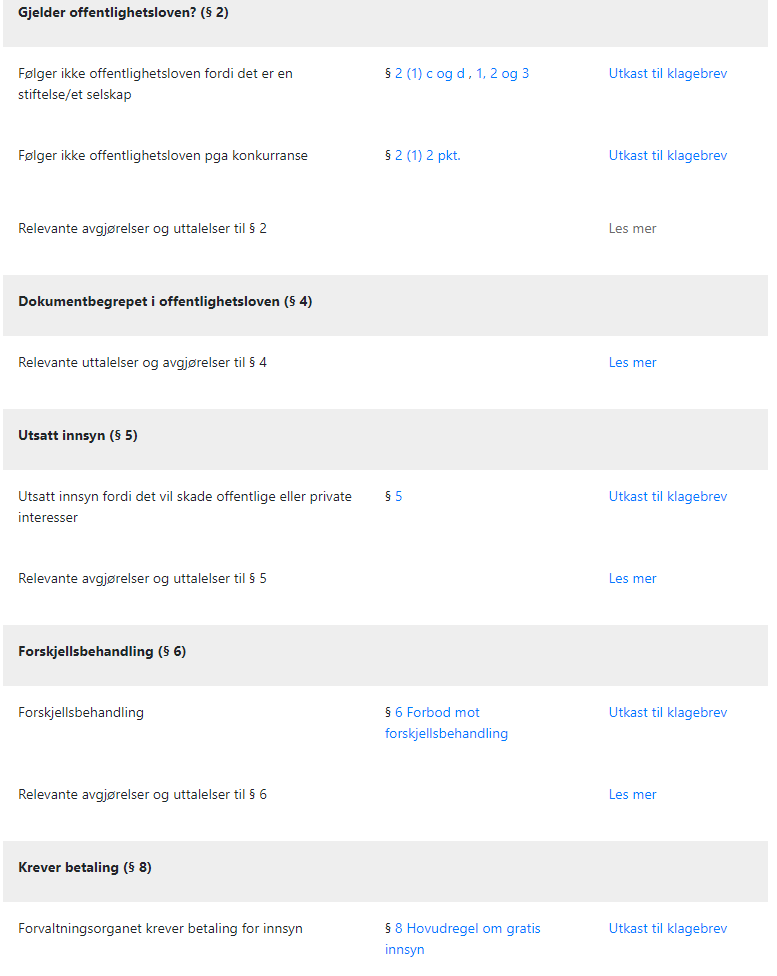 Gjelder offentlighetsloven? (§ 2)
Følger ikke offentlighetsloven fordi det er en
stiftelse/et selskap
§ 2 (1) c og d , 1, 2 og 3
Utkast til klagebrev
Følger ikke offentlighetsloven pga konkurranse
§ 2 (1) 2 pkt.
Utkast til klagebrev
Relevante avgjørelser og uttalelser til § 2
Les mer
Dokumentbegrepet i offentlighetsloven (§ 4)
Relevante uttalelser og avgjørelser til § 4
Les mer
Utsatt innsyn (§ 5)
Utsatt innsyn fordi det vil skade offentlige eller private
interesser
§ 5
Utkast til klagebrev
Relevante avgjørelser og uttalelser til § 5
Les mer
Forskjellsbehandling (§ 6)
Forskjellsbehandling
§ 6 Forbod mot
forskjellsbehandling
Utkast til klagebrev
Relevante avgjørelser og uttalelser til § 6
Les mer
Krever betaling (§ 8)
Forvaltningsorganet krever betaling for innsyn
§ 8 Hovudregel om gratis
innsyn
Utkast til klagebrev